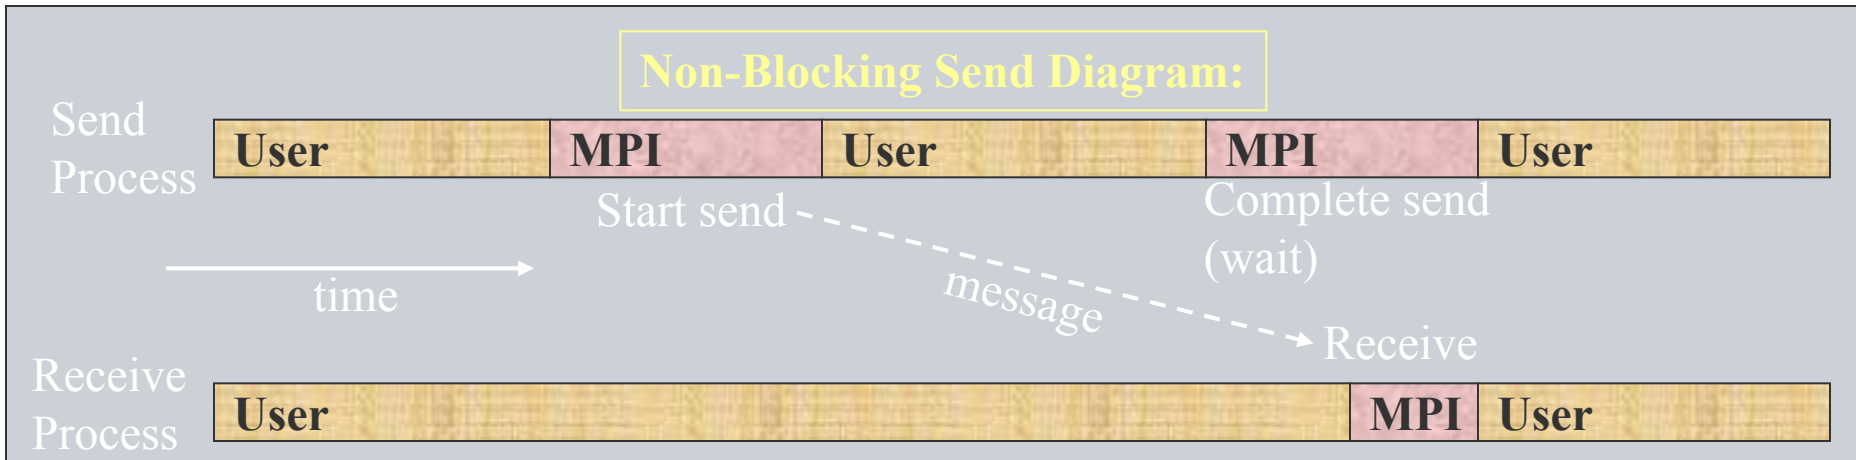 Non-Blocking Send Diagram:
Send
Process
User MPI User MPI User
Start send
Complete send
(wait)
time
message
Receive
Receive
Process
User MPI User